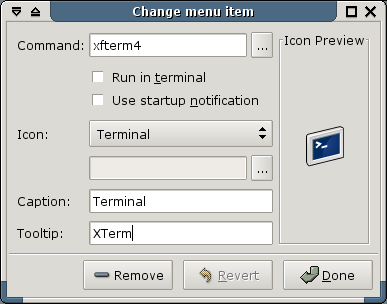 Change menu item
Command: xfterm4 ... Icon Preview
Run in terminal
Use startup notification
Icon: Terminal
...
Caption: Terminal
Tooltip: XTerm
Remove Revert Done